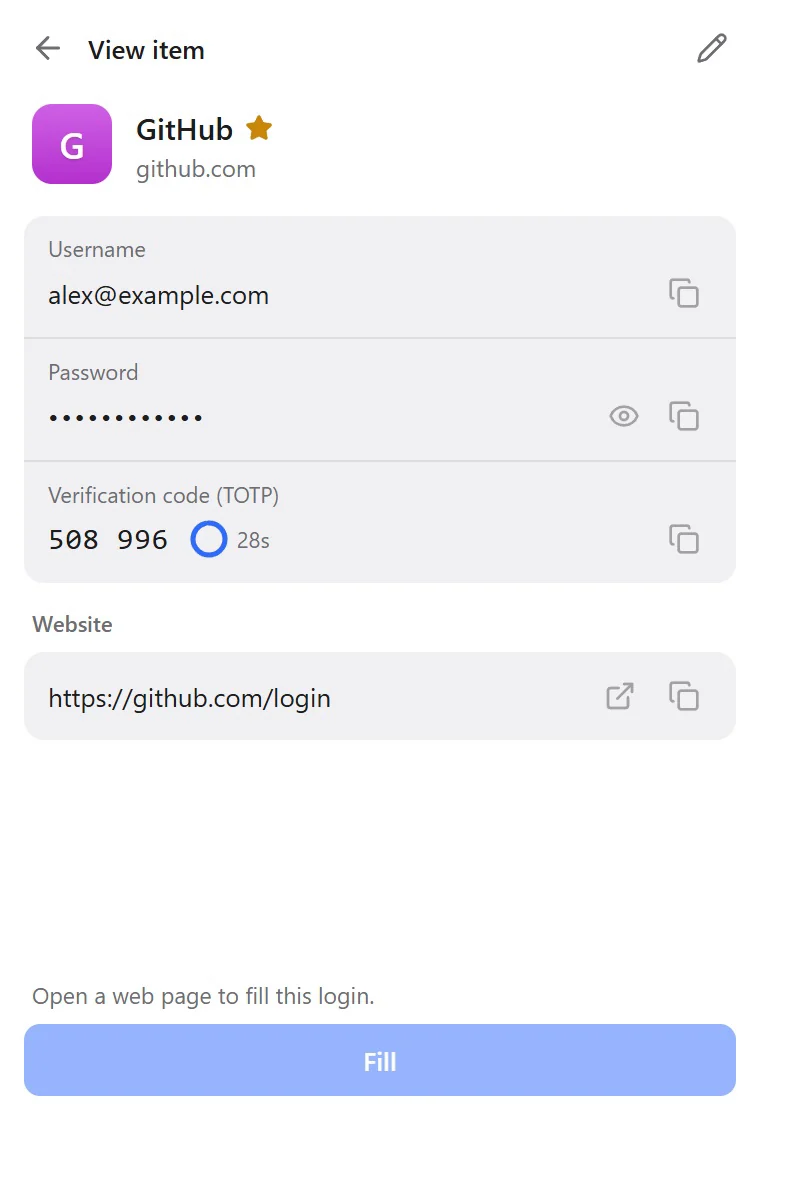 View item
G
GitHub
github.com
Username
alex@example.com
Password
••••••••••••
Verification code (TOTP)
508 996 28s
Website
https://github.com/login
Open a web page to fill this login.
Fill